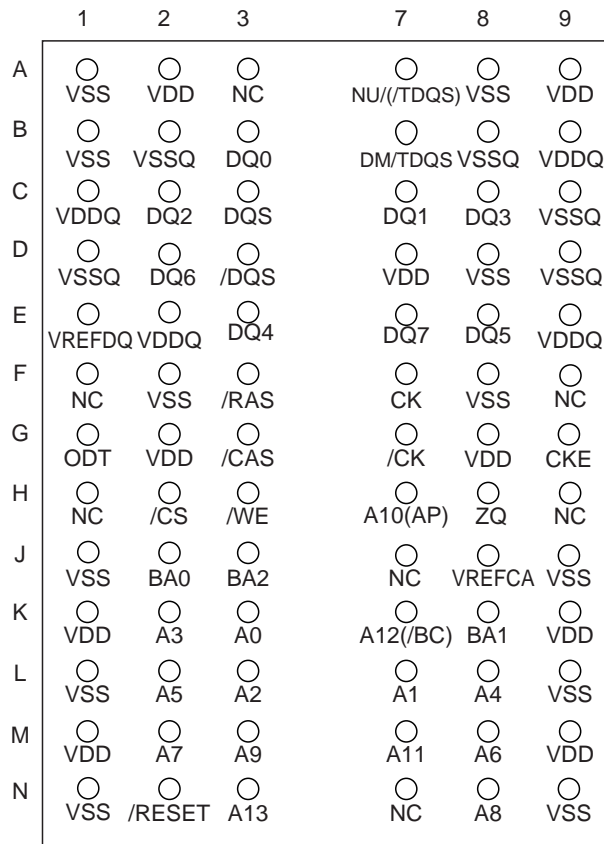 1 2 3 7 8 9
A
VSS VDD NC NU/(/TDQS) VSS VDD
B
VSS VSSQ DQ0 DM/TDQS VSSQ VDDQ
C
VDDQ DQ2 DQS DQ1 DQ3 VSSQ
D
VSSQ DQ6 /DQS VDD VSS VSSQ
E
VREFDQ VDDQ DQ4 DQ7 DQ5 VDDQ
F
NC VSS /RAS CK VSS NC
G
ODT VDD /CAS /CK VDD CKE
H
NC /CS /WE A10(AP) ZQ NC
J
VSS BA0 BA2 NC VREFCA VSS
K
VDD A3 A0 A12(/BC) BA1 VDD
L
VSS A5 A2 A1 A4 VSS
M
VDD A7 A9 A11 A6 VDD
N
VSS /RESET A13 NC A8 VSS